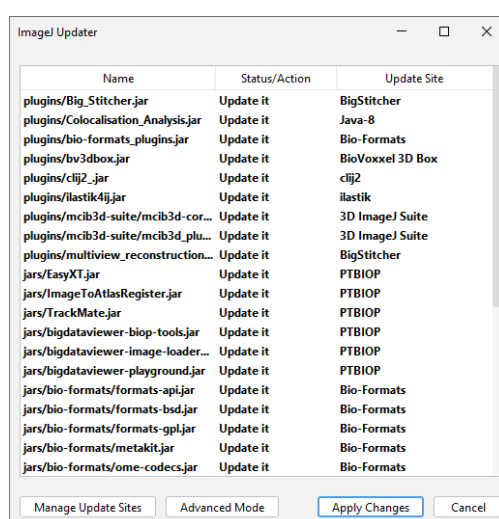 ImageJ Updater
Name Status/Action Update Site
plugins/Big_Stitcher.jar Update it BigStitcher
plugins/Colocalisation_Analysis.jar Update it Java-8
plugins/bio-formats_plugins.jar Update it Bio-Formats
plugins/bv3dbox.jar Update it BioVoxxel 3D Box
plugins/clij2_.jar Update it clij2
plugins/ilastik4ij.jar Update it ilastik
plugins/mcib3d-suite/mcib3d-cor... Update it 3D ImageJ Suite
plugins/mcib3d-suite/mcib3d_plu... Update it 3D ImageJ Suite
plugins/multiview_reconstruction... Update it BigStitcher
jars/EasyXT.jar Update it PTBIOP
jars/ImageToAtlasRegister.jar Update it PTBIOP
jars/TrackMate.jar Update it PTBIOP
jars/bigdataviewer-biop-tools.jar Update it PTBIOP
jars/bigdataviewer-image-loader... Update it PTBIOP
jars/bigdataviewer-playground.jar Update it PTBIOP
jars/bio-formats/formats-api.jar Update it Bio-Formats
jars/bio-formats/formats-bsd.jar Update it Bio-Formats
jars/bio-formats/formats-gpl.jar Update it Bio-Formats
jars/bio-formats/metakit.jar Update it Bio-Formats
jars/bio-formats/ome-codecs.jar Update it Bio-Formats
Manage Update Sites Advanced Mode Apply Changes Cancel